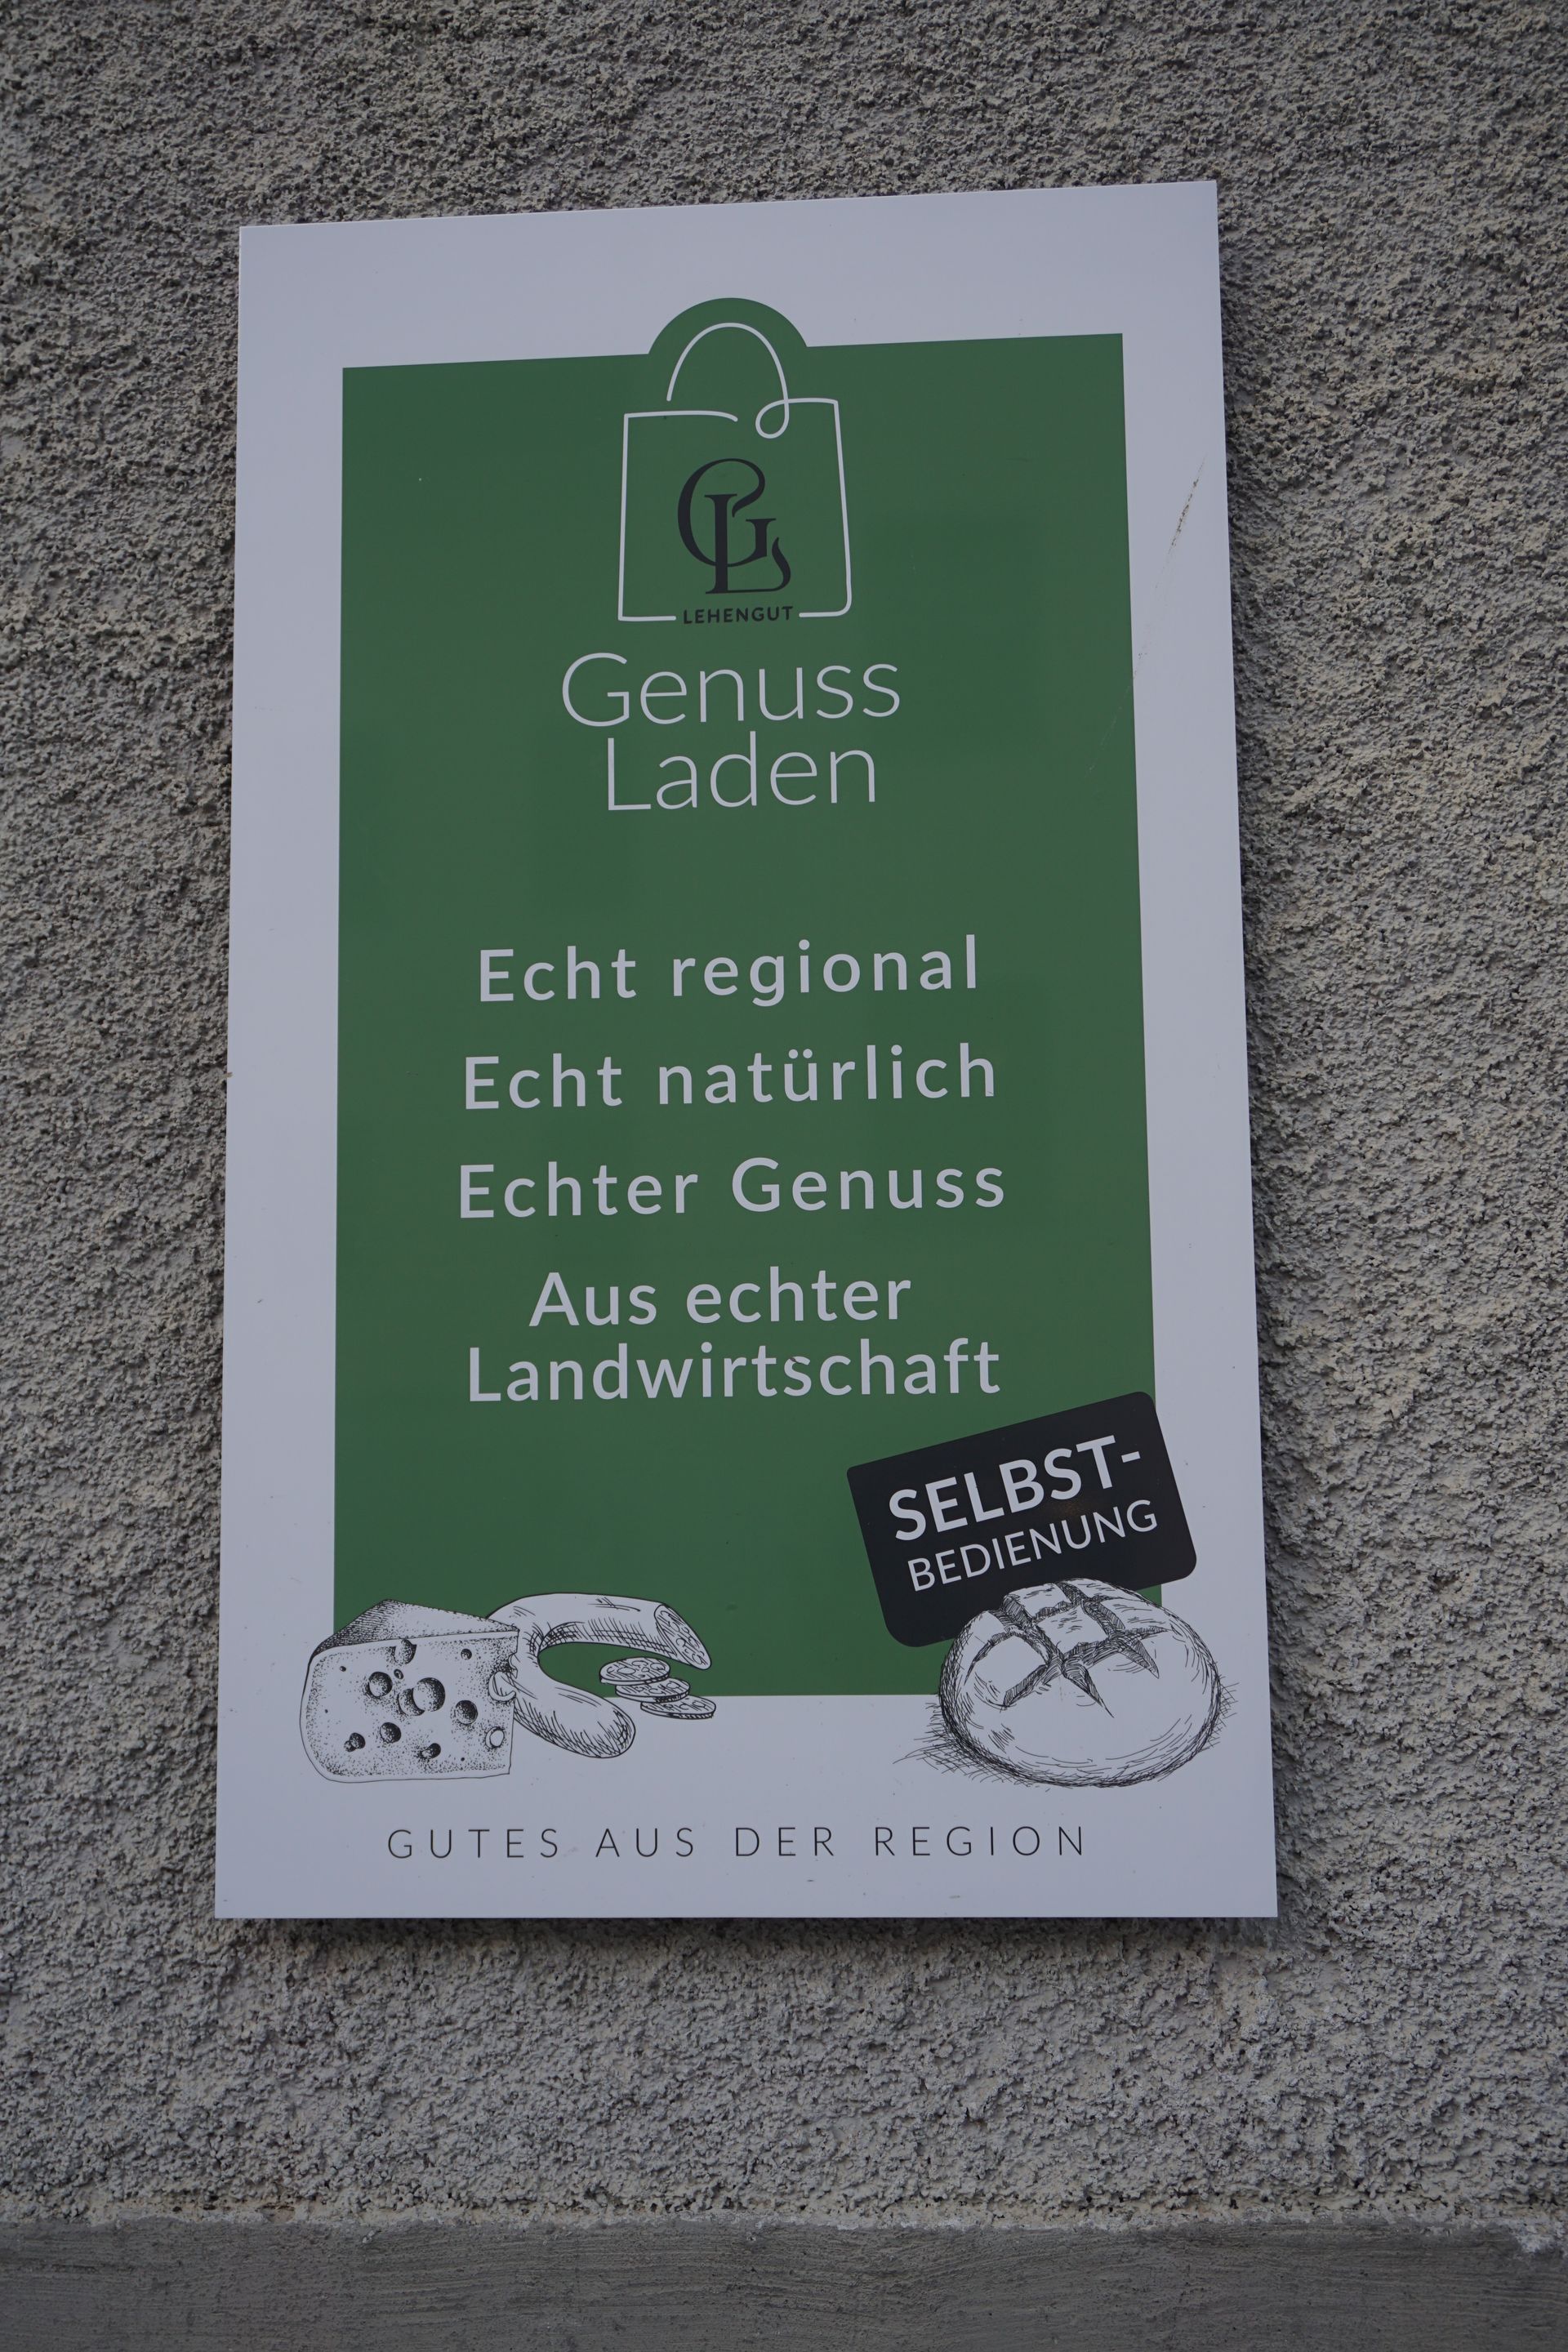 GL
LEHENGUT
Genuss
Laden
Echt regional
Echt natürlich
Echter Genuss
Aus echter
Landwirtschaft
SELBST-
BEDIENUNG
GUTES AUS DER REGION